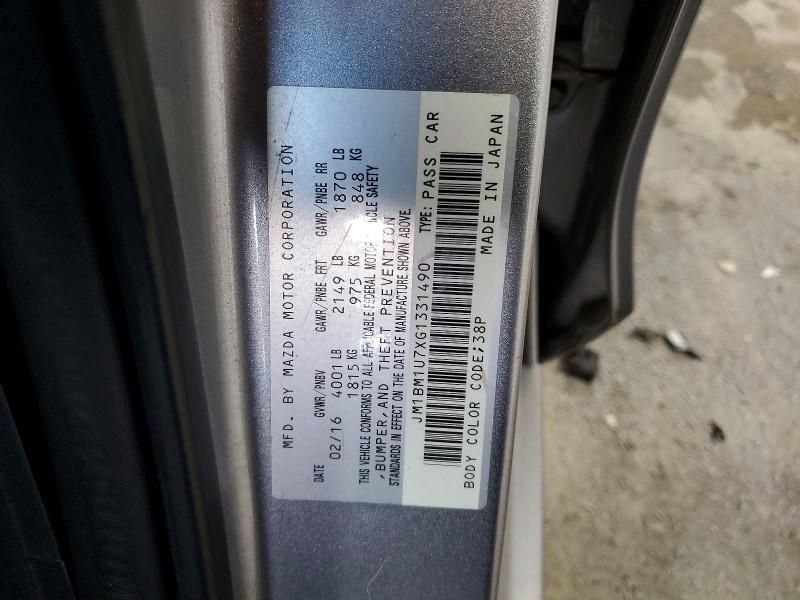 MFD. BY MAZDA MOTOR CORPORATION
DATE GVWR/PNBV GAWR/PNBE FRT GAWR/PNBE RR
02/16 4001 LB 2149 LB 1870 LB
1815 KG 975 KG 848 KG
THIS VEHICLE CONFORMS TO ALL APPLICABLE FEDERAL MOTOR VEHICLE SAFETY
, BUMPER, AND THEFT PREVENTION
STANDARDS IN EFFECT ON THE DATE OF MANUFACTURE SHOWN ABOVE.
JM1BM1U7XG1331490 TYPE: PASS CAR
BODY COLOR CODE;38P MADE IN JAPAN